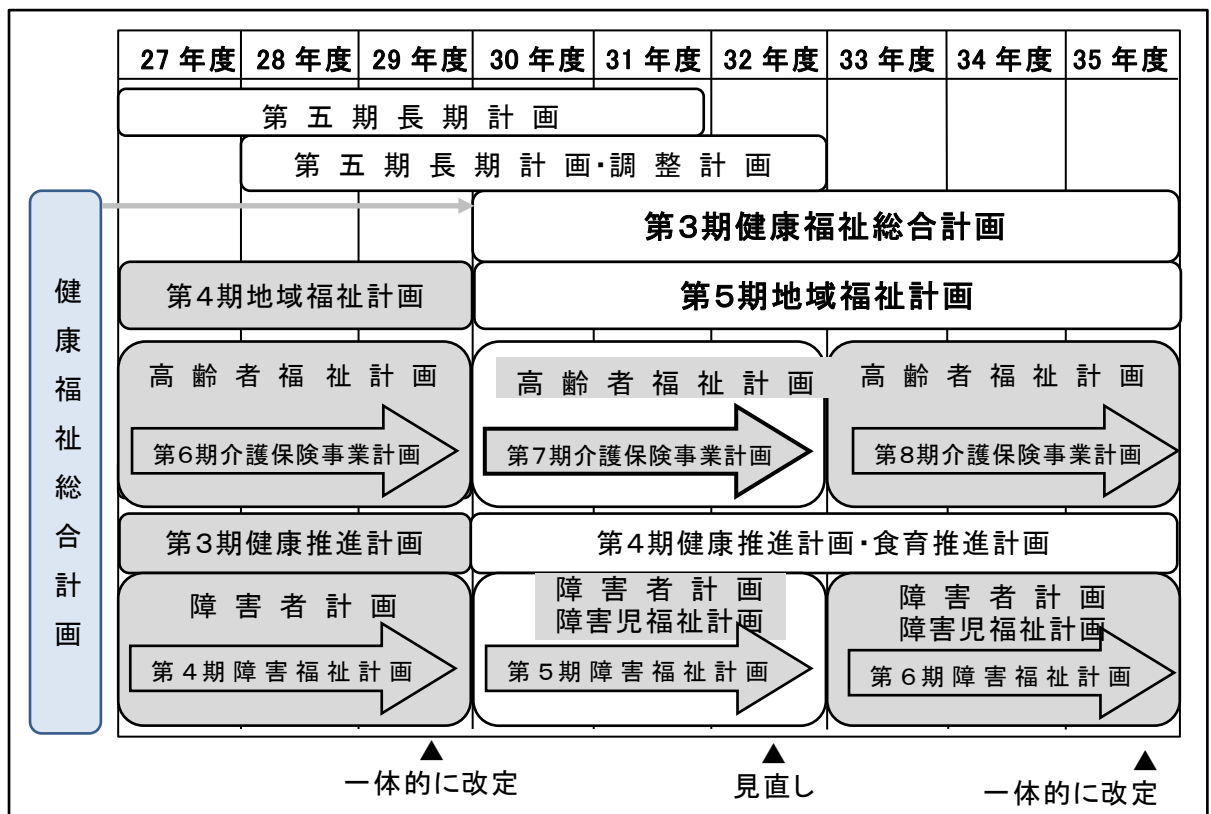 27年度 28年度 29年度 30年度 31年度 32年度 33年度 34年度 35年度
第五期長期計画
第五期長期計画・調整計画
健康福祉総合計画
第3期健康福祉総合計画
第4期地域福祉計画
第5期地域福祉計画
高齢者福祉計画
高齢者福祉計画
高齢者福祉計画
第6期介護保険事業計画
第7期介護保険事業計画
第8期介護保険事業計画
第3期健康推進計画
第4期健康推進計画・食育推進計画
障害者計画
障害者計画
障害児福祉計画
障害者計画
障害児福祉計画
第4期障害福祉計画
第5期障害福祉計画
第6期障害福祉計画
▲
一体的に改定
▲
見直し
▲
一体的に改定